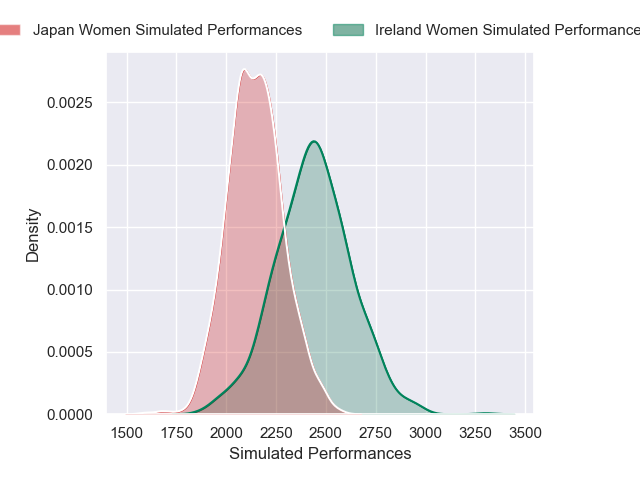 Japan Women Simulated Performances Ireland Women Simulated Performance
0.0025
0.0020
0.0015
0.0010
0.0005
0.0000
Density
1500 1750 2000 2250 2500 2750 3000 3250 3500
Simulated Performances